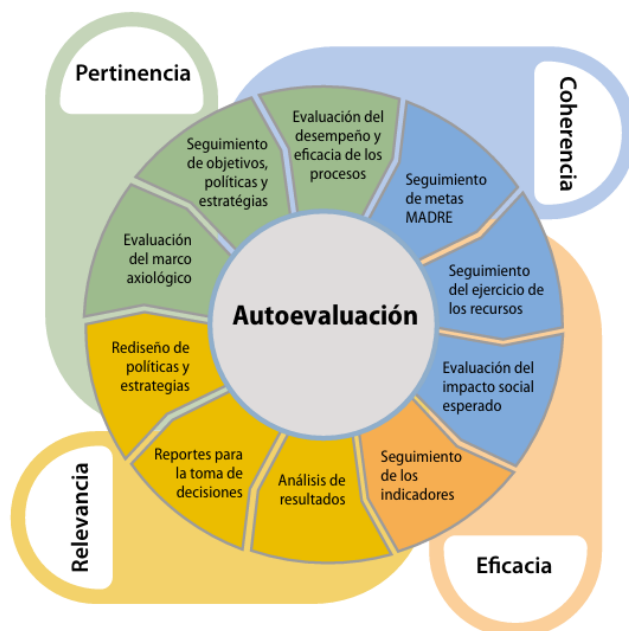 Pertinencia
Coherencia
Evaluación del
desempeño y
eficacia de los
procesos
Seguimiento
de objetivos,
políticas y
estratégias
Seguimiento
de metas
MADRE
Evaluación
del marco
axiológico
Seguimiento
del ejercicio de
los recursos
Autoevaluación
Rediseño de
políticas y
estrategias
Evaluación del
impacto social
esperado
Reportes para
la toma de
decisiones
Análisis de
resultados
Seguimiento
de los
indicadores
Relevancia
Eficacia